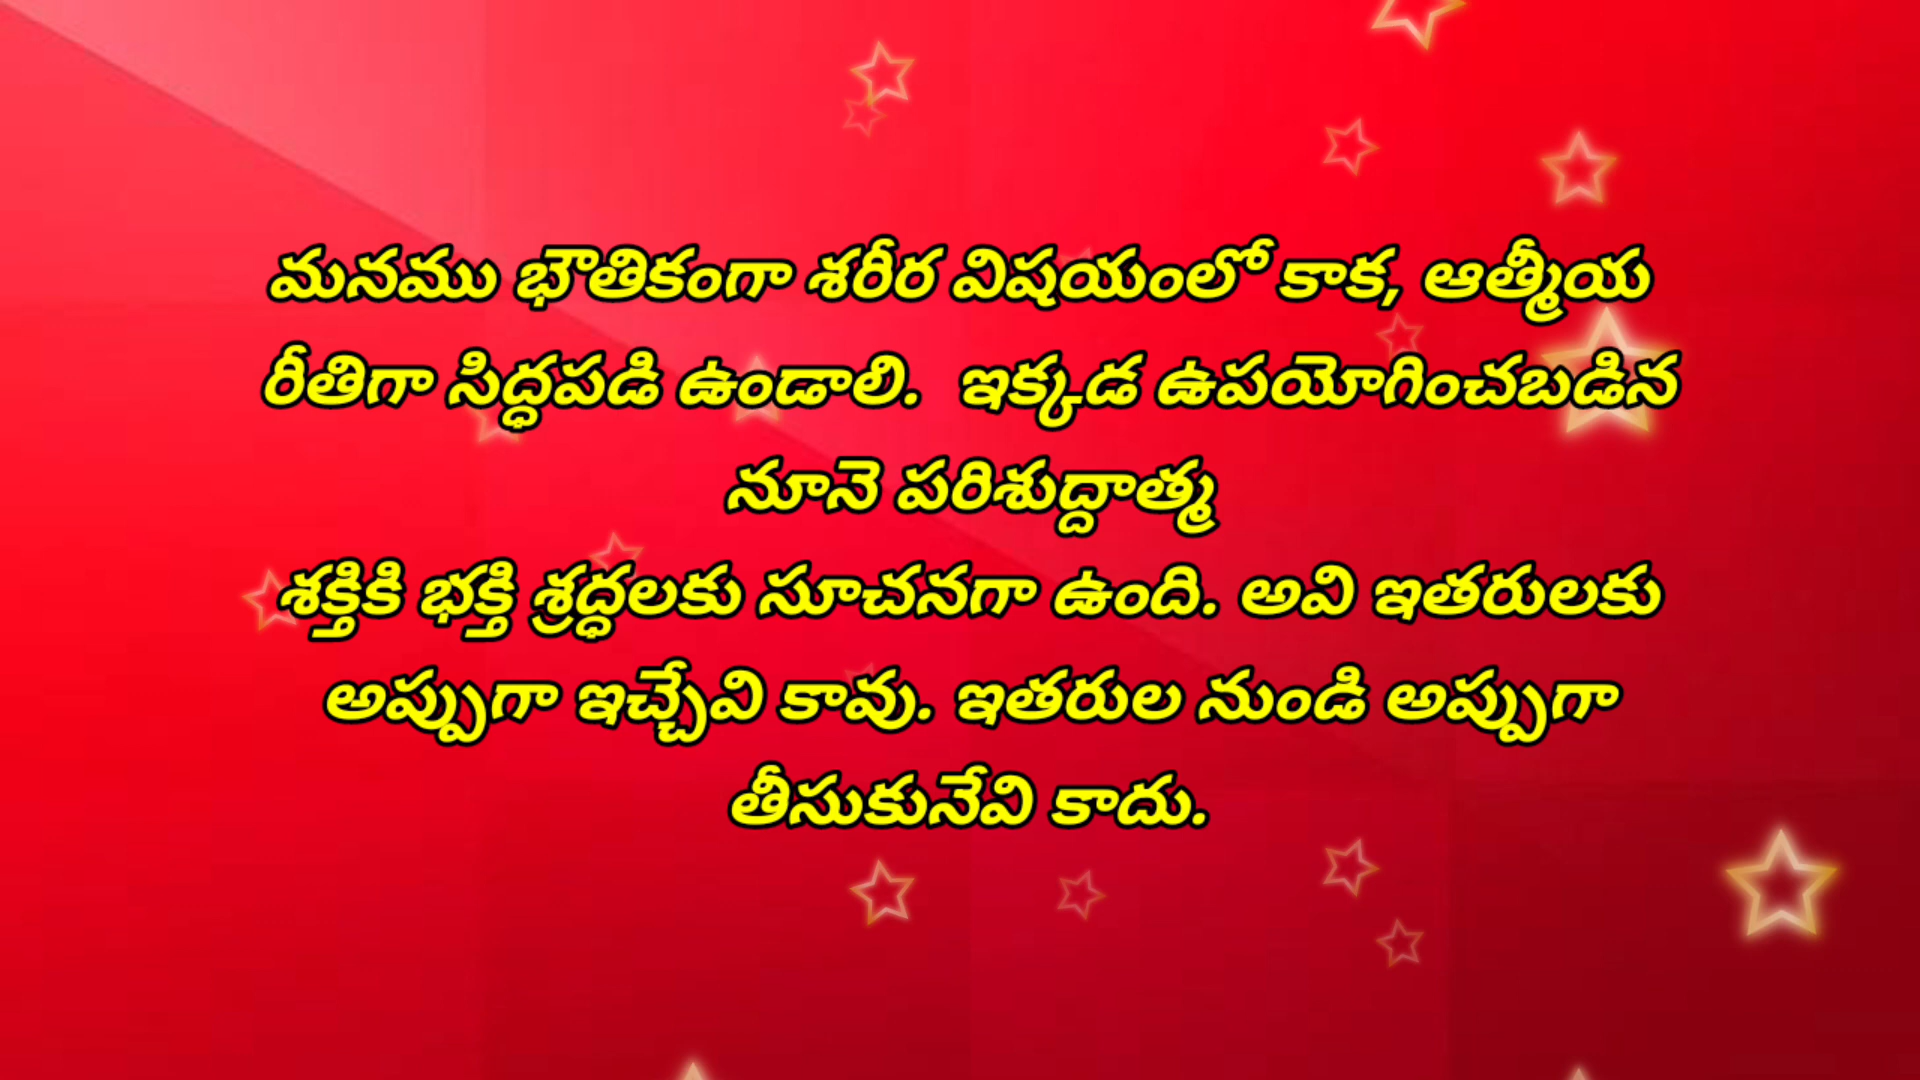 మనము భౌతికంగా శరీర విషయంలో కాక, ఆత్మీయ
రీతిగా సిద్ధపడి ఉండాలి. ఇక్కడ ఉపయోగించబడిన
నూనె పరిశుద్దాత్మ
శక్తికి భక్తి శ్రద్ధలకు సూచనగా ఉంది. అవి ఇతరులకు
అప్పుగా ఇచ్చేవి కావు. ఇతరుల నుండి అప్పుగా
తీసుకునేవి కాదు.